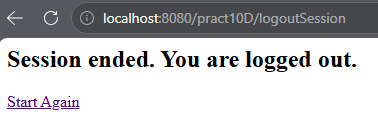 localhost:8080/pract10D/logoutSession
Session ended. You are logged out.
Start Again